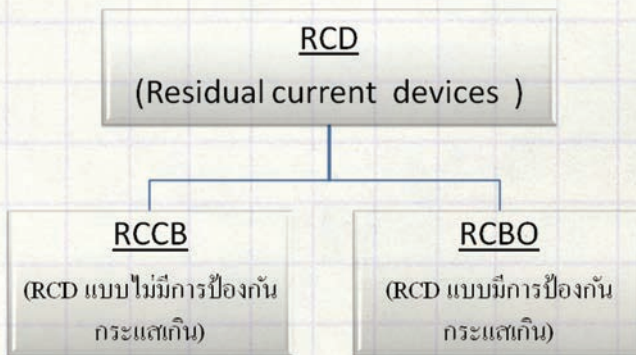 RCD
(Residual current devices )
RCCB
(RCD แบบไม่มีการป้องกัน
กระแสเกิน)
RCBO
(RCD แบบมีการป้องกัน
กระแสเกิน)